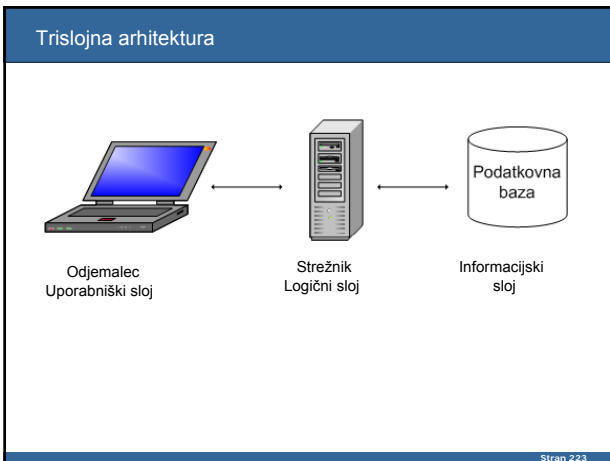 Trislojna arhitektura
Podatkovna
baza
Odjemalec
Uporabniški sloj
Strežnik
Logični sloj
Informacijski
sloj
Stran 223